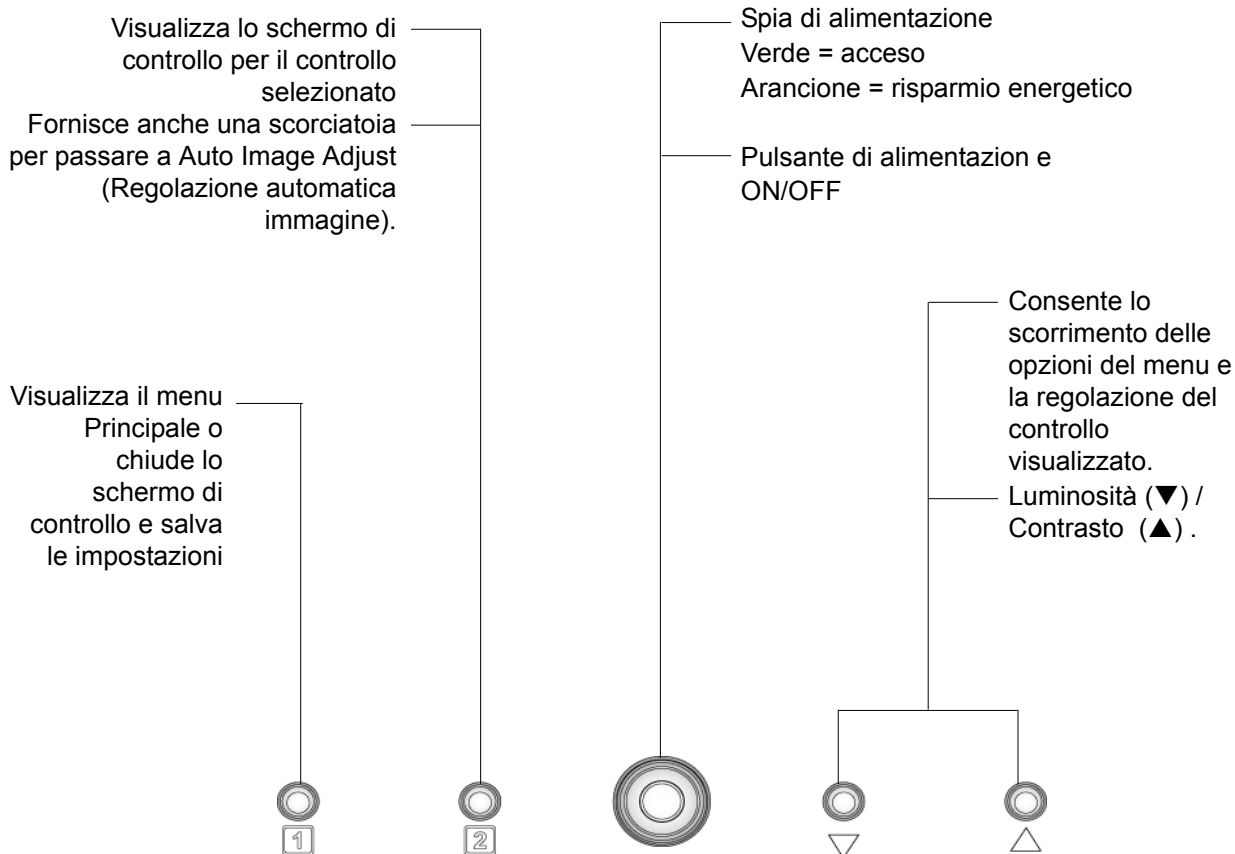 Visualizza lo schermo di
controllo per il controllo
selezionato
Fornisce anche una scorciatoia
per passare a Auto Image Adjust
(Regolazione automatica
immagine).
Spia di alimentazione
Verde = acceso
Arancione = risparmio energetico
Pulsante di alimentazion e
ON/OFF
Visualizza il menu
Principale o
chiude lo
schermo di
controllo e salva
le impostazioni
Consente lo
scorrimento delle
opzioni del menu e
la regolazione del
controllo
visualizzato.
Luminosità (▼) /
Contrasto (▲) .
1
2
▽
△